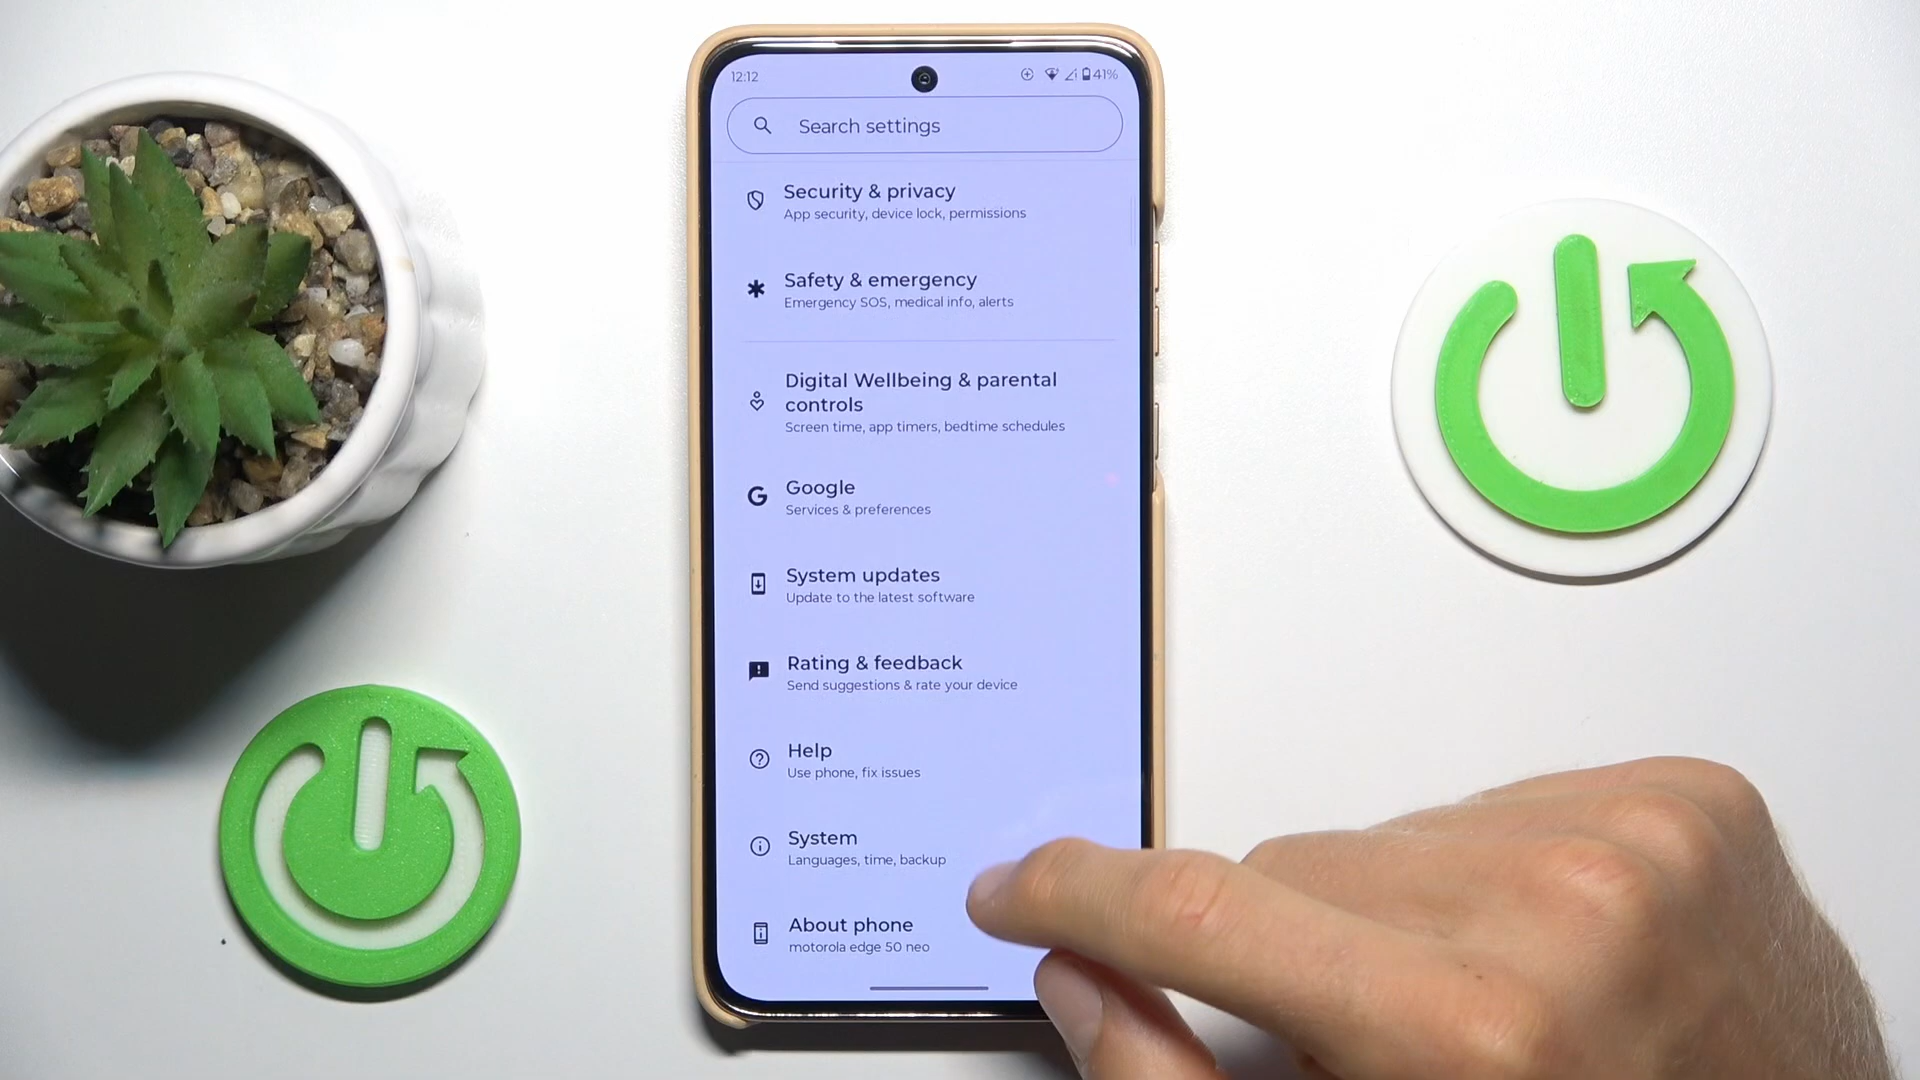 12:12
41%
Search settings
Security & privacy
App security, device lock, permissions
Safety & emergency
Emergency SOS, medical info, alerts
Digital Wellbeing & parental
controls
Screen time, app timers, bedtime schedules
Google
Services & preferences
System updates
Update to the latest software
Rating & feedback
Send suggestions & rate your device
Help
Use phone, fix issues
System
Languages, time, backup
About phone
motorola edge 50 neo